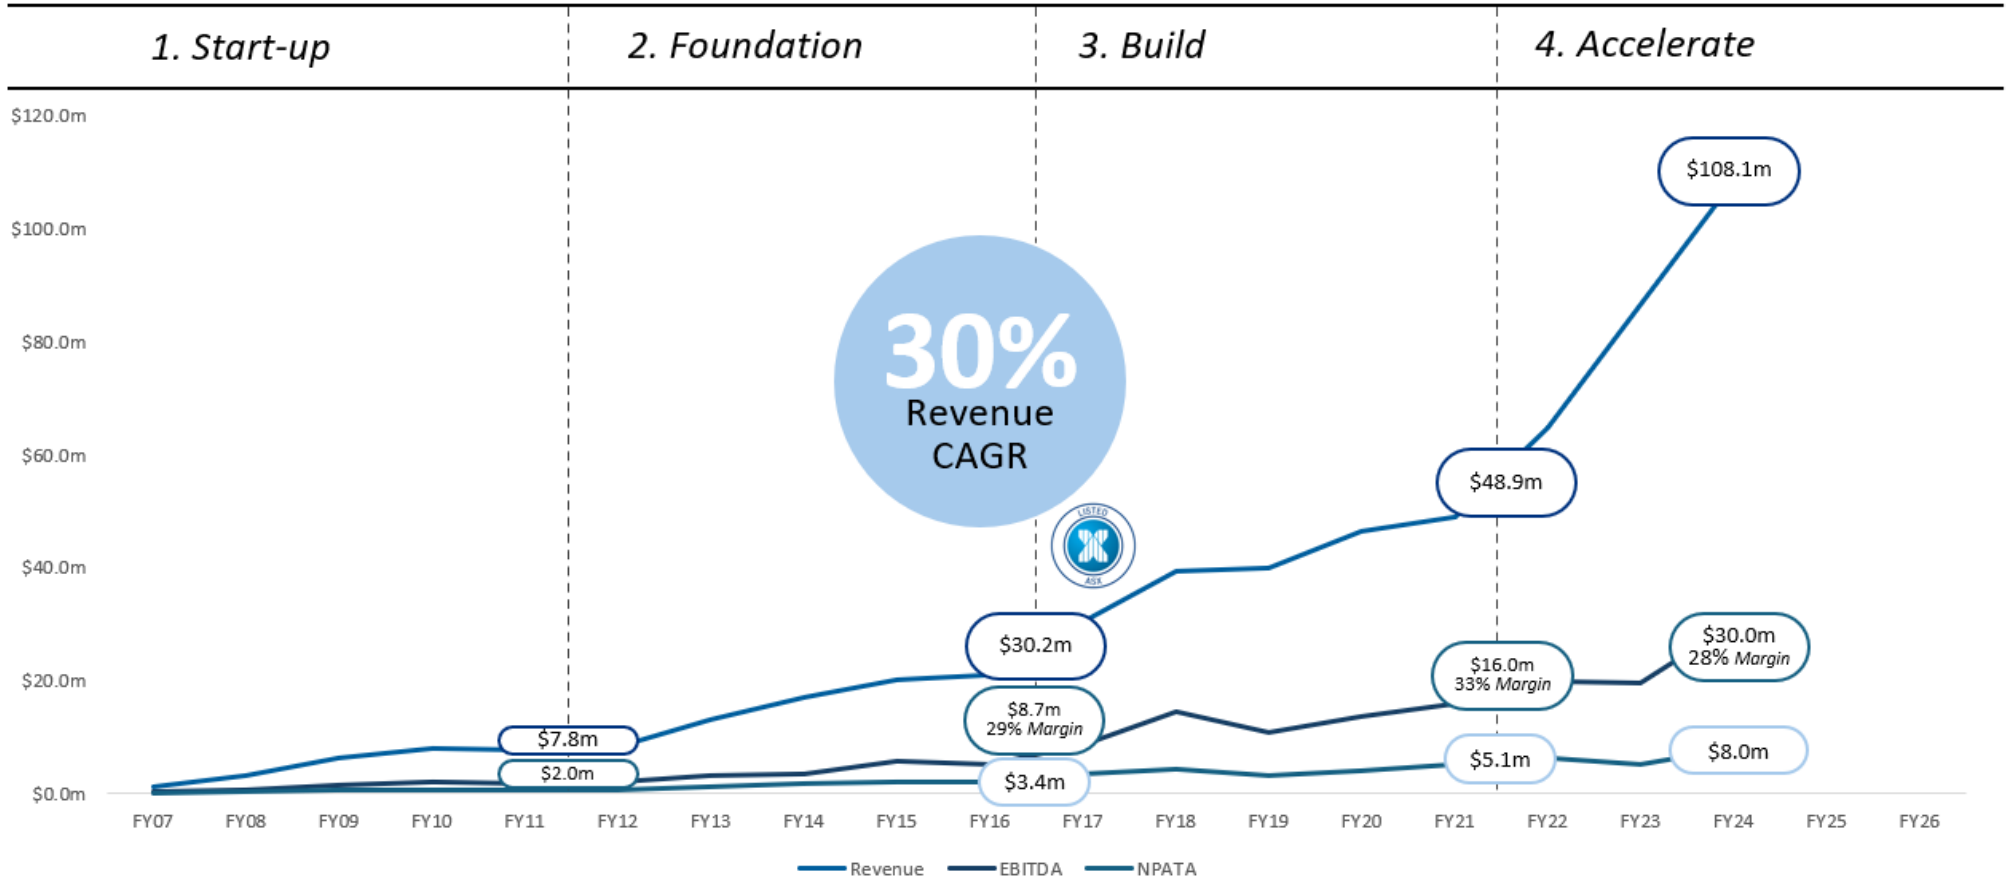 1. Start-up
2. Foundation
3. Build
4. Accelerate
$120.0m
$100.0m
$80.0m
$60.0m
$40.0m
$20.0m
$0.0m
$108.1m
30%
Revenue
CAGR
$48.9m
LISTED
ASX
$30.2m
$30.0m
28% Margin
$16.0m
33% Margin
$8.7m
29% Margin
$7.8m
$2.0m
$3.4m
$5.1m
$8.0m
FY07
FY08
FY09
FY10
FY11
FY12
FY13
FY14
FY15
FY16
FY17
FY18
FY19
FY20
FY21
FY22
FY23
FY24
FY25
FY26
Revenue
EBITDA
NPATA